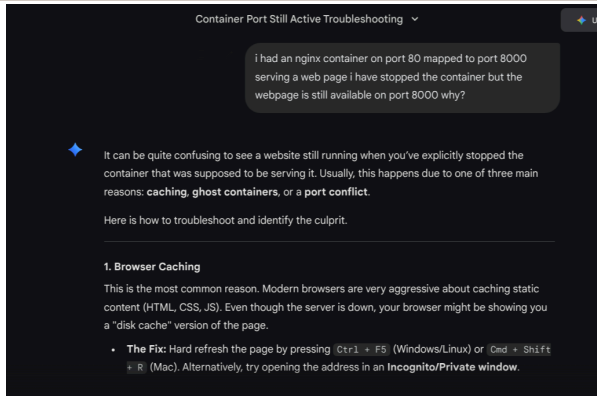 Container Port Still Active Troubleshooting
i had an nginx container on port 80 mapped to port 8000
serving a web page i have stopped the container but the
webpage is still available on port 8000 why?
It can be quite confusing to see a website still running when you've explicitly stopped the
container that was supposed to be serving it. Usually, this happens due to one of three main
reasons: caching, ghost containers, or a port conflict.
Here is how to troubleshoot and identify the culprit.
1. Browser Caching
This is the most common reason. Modern browsers are very aggressive about caching static
content (HTML, CSS, JS). Even though the server is down, your browser might be showing you
a "disk cache" version of the page.
• The Fix: Hard refresh the page by pressing Ctrl + F5 (Windows/Linux) or Cmd + Shift
+ R (Mac). Alternatively, try opening the address in an Incognito/Private window.